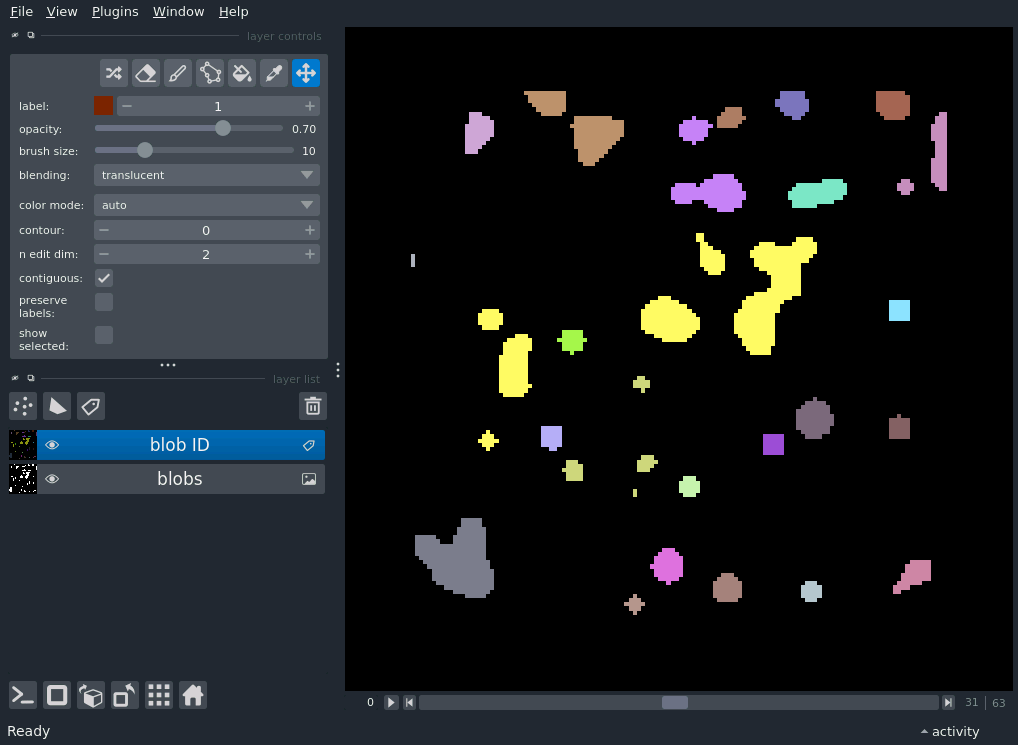 File View Plugins Window Help
layer controls
label: 1
opacity: 0.70
brush size: 10
blending: translucent
color mode: auto
contour: 0
n edit dim: 2
contiguous:
preserve
labels:
show
selected:
layer list
blob ID
blobs
0 31 | 63
Ready activity